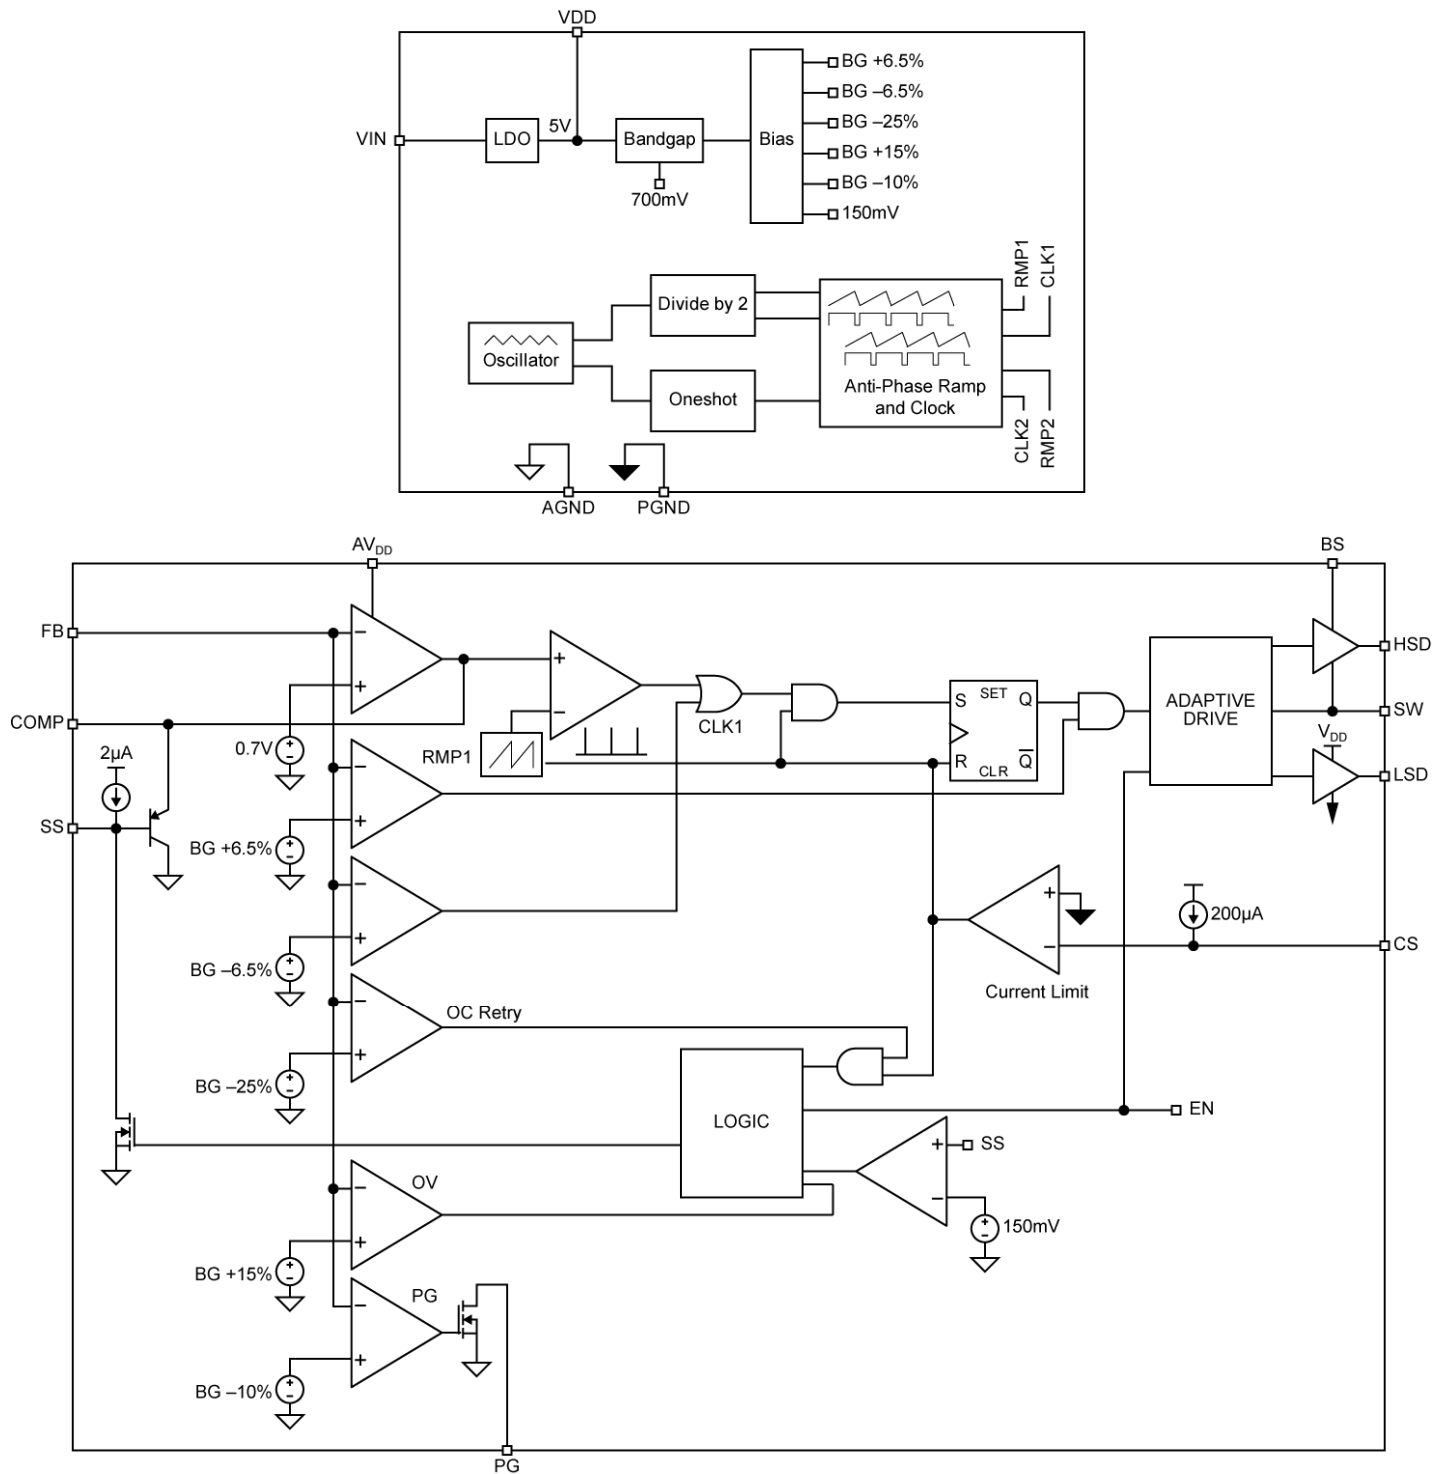 VDD
BG +6.5%
BG –6.5%
BG –25%
BG +15%
BG –10%
150mV
VIN
LDO
5V
Bandgap
Bias
700mV
RMP1
CLK1
Divide by 2
Oscillator
Oneshot
Anti-Phase Ramp
and Clock
CLK2
RMP2
AGND
PGND
AVDD
BS
FB
–
+
COMP
0.7V
2µA
SS
+
–
RMP1
CLK1
S
SET
Q
R
CLR
Q̅
ADAPTIVE
DRIVE
HSD
SW
VDD
LSD
–
+
BG +6.5%
–
+
BG –6.5%
+
–
Current Limit
200µA
CS
–
+
OC Retry
BG –25%
LOGIC
EN
+
–
SS
150mV
–
+
OV
BG +15%
–
+
PG
BG –10%
PG